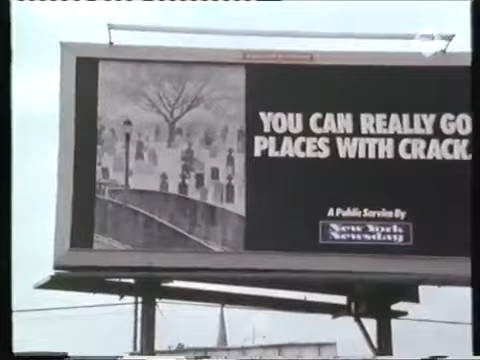 YOU CAN REALLY GO
PLACES WITH CRACK.
A Public Service By
New York
Newsday